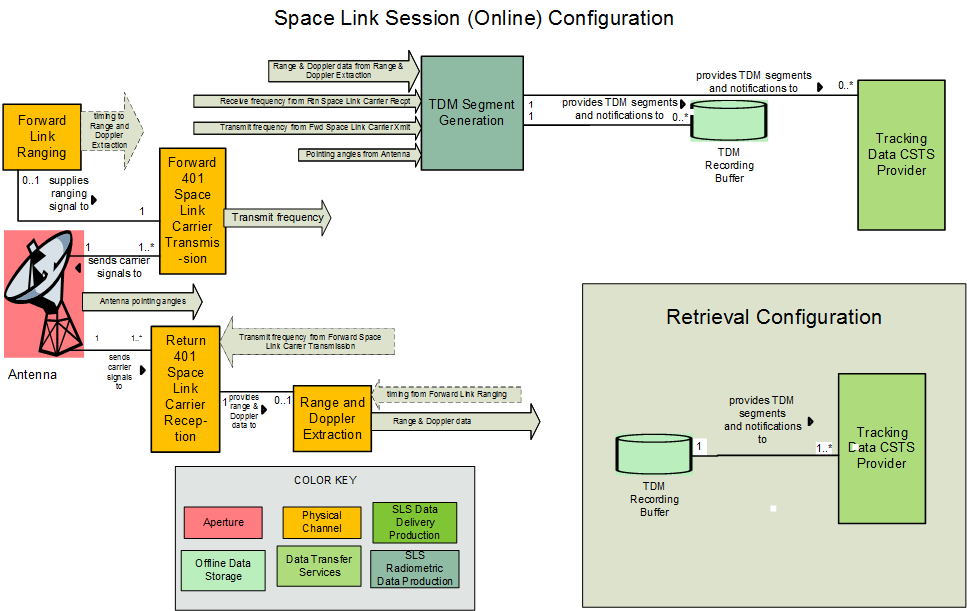 Space Link Session (Online) Configuration
Range & Doppler data from Range &
Doppler Extraction
Receive frequency from Rtn Space Link Carrier Recpt
Transmit frequency from Fwd Space Link Carrier Xmit
Pointing angles from Antenna
TDM Segment
Generation
1
1
provides TDM segments
and notifications to
0..*
provides TDM segments
and notifications to
0..*
TDM
Recording
Buffer
Tracking
Data CSTS
Provider
Forward
Link
Ranging
timing to
Range and
Doppler
Extraction
0..1
supplies
ranging
signal to
1
Forward
401
Space
Link
Carrier
Transmis
-sion
Transmit frequency
1
1..*
sends carrier
signals to
Antenna pointing angles
Antenna
1
1..*
sends
carrier
signals
to
Return
401
Space
Link
Carrier
Recep-
tion
Transmit frequency from Forward Space
Link Carrer Transmission
1
provides
range &
Doppler
data to
0..1
Range and
Doppler
Extraction
timing from Forward Link Ranging
Range & Doppler data
Retrieval Configuration
TDM
Recording
Buffer
1
provides TDM
segments
and notifications
to
1..*
Tracking
Data CSTS
Provider
COLOR KEY
Aperture
Physical
Channel
SLS Data
Delivery
Production
Offline Data
Storage
Data Transfer
Services
SLS
Radiometric
Data Production